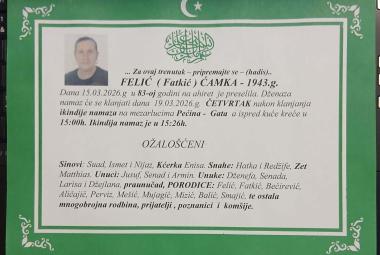 ... Za ovaj trenutak – pripremajte se – (hadis)..
FELIĆ ( Fatkić ) ĆAMKA - 1943.g.
Dana 15.03.2026.g u 83-oj godini na ahiret je preselila. Dženaza
namaz će se klanjati dana 19.03.2026.g. ČETVRTAK nakon klanjanja
ikindije namaza na mezarlucima Pećina - Gata a ispred kuće kreće u
15:00h. Ikindija namaz je u 15:26h.
OŽALOŠĆENI
Sinovi: Suad, Ismet i Nijaz, Kćerka Enisa. Snahe: Hatka i Redžife, Zet
Matthias. Unuci: Jusuf, Senad i Armin. Unuke: Dženefa, Senada,
Larisa i Džejlana, praunučad, PORODICE: Felić, Fatkić, Bećirević,
Aličajić, Perviz, Mešić, Mujagić, Mizić, Balić, Smajić, te ostala
mnogobrojna rodbina, prijatelji , poznanici i komšije.